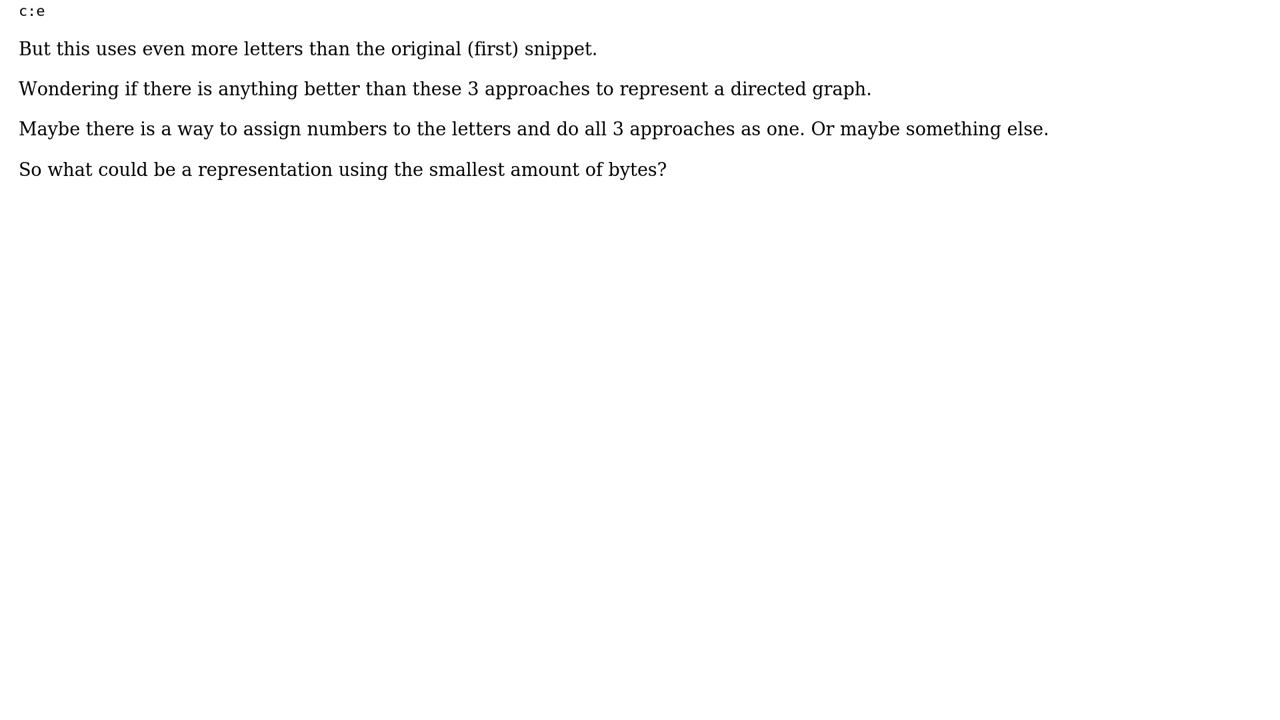 c:e
But this uses even more letters than the original (first) snippet.
Wondering if there is anything better than these 3 approaches to represent a directed graph.
Maybe there is a way to assign numbers to the letters and do all 3 approaches as one. Or maybe something else.
So what could be a representation using the smallest amount of bytes?